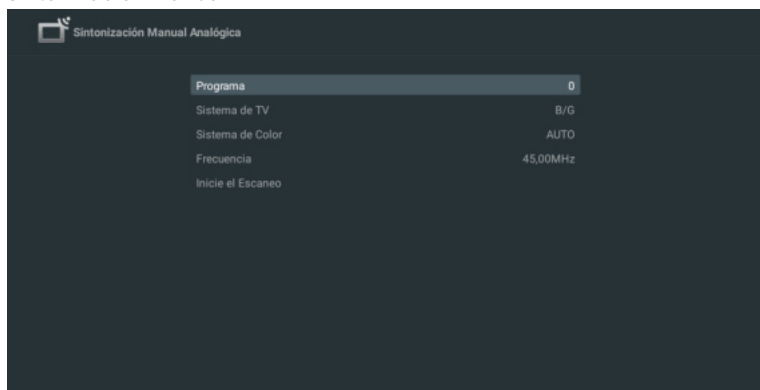 Sintonización Manual Analógica
Programa 0
Sistema de TV B/G
Sistema de Color AUTO
Frecuencia 45,00MHz
Inicie el Escaneo